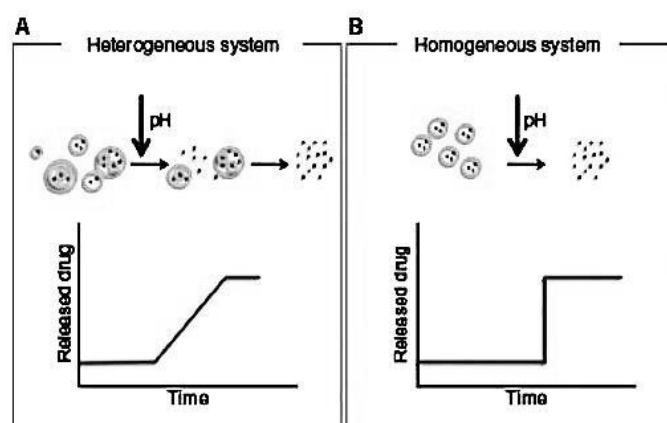 A
Heterogeneous system
pH
Released drug
Time
B
Homogeneous system
pH
Released drug
Time